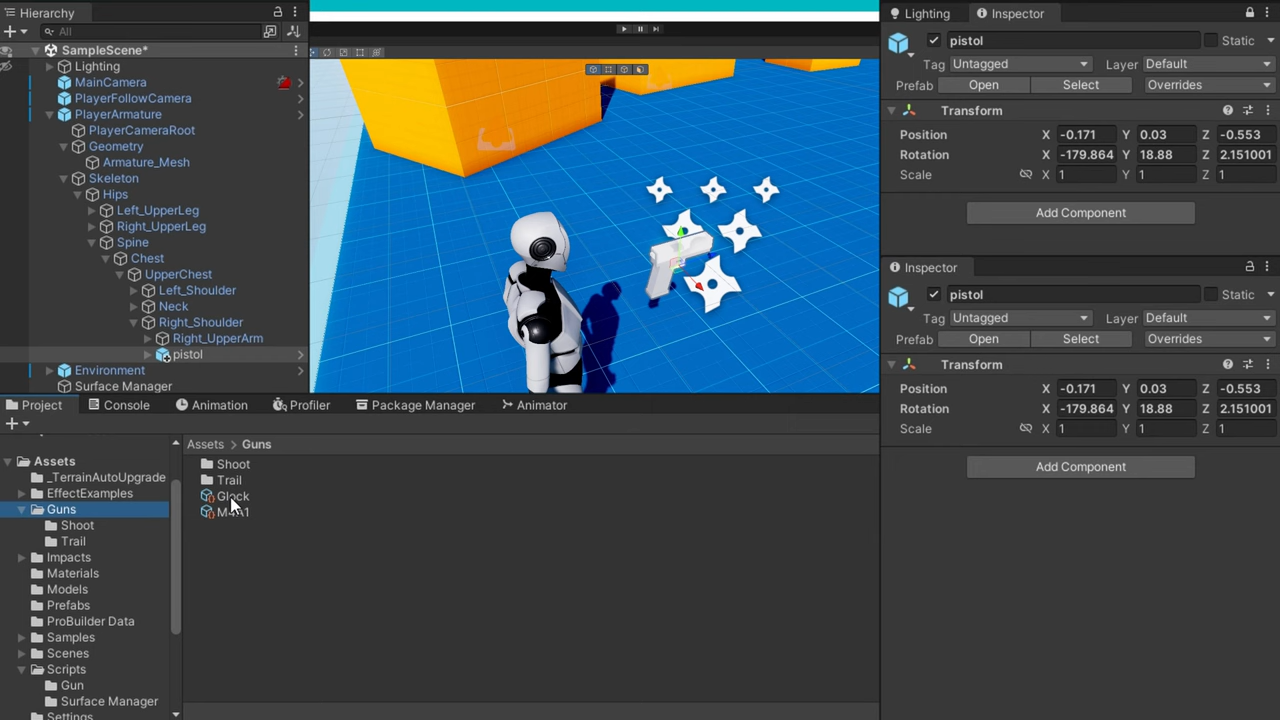 Hierarchy
All
SampleScene*
Lighting
MainCamera
PlayerFollowCamera
PlayerArmature
PlayerCameraRoot
Geometry
Armature_Mesh
Skeleton
Hips
Left_UpperLeg
Right_UpperLeg
Spine
Chest
UpperChest
Left_Shoulder
Neck
Right_Shoulder
Right_UpperArm
pistol
Environment
Surface Manager
Lighting Inspector
pistol Static
Tag Untagged Layer Default
Prefab Open Select Overrides
Transform
Position X -0.171 Y 0.03 Z -0.553
Rotation X -179.864 Y 18.88 Z 2.151001
Scale X 1 Y 1 Z 1
Add Component
Inspector
pistol Static
Tag Untagged Layer Default
Prefab Open Select Overrides
Transform
Position X -0.171 Y 0.03 Z -0.553
Rotation X -179.864 Y 18.88 Z 2.151001
Scale X 1 Y 1 Z 1
Add Component
Project Console Animation Profiler Package Manager Animator
Assets
_TerrainAutoUpgrade
EffectExamples
Guns
Shoot
Trail
Impacts
Materials
Models
Prefabs
ProBuilder Data
Samples
Scenes
Scripts
Gun
Surface Manager
Settings
Assets > Guns
Shoot
Trail
Glock
M4A1